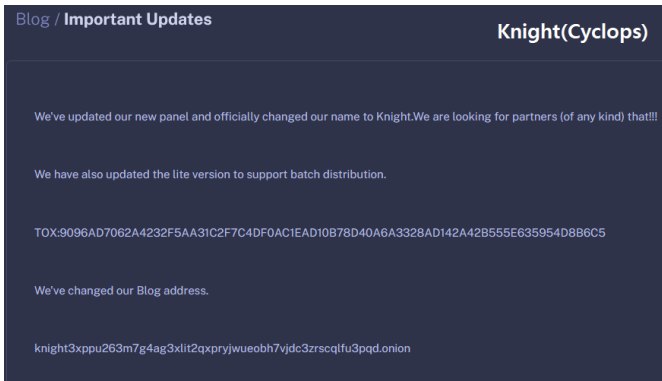 Blog / Important Updates
Knight(Cyclops)
We've updated our new panel and officially changed our name to Knight.We are looking for partners (of any kind) that!!!
We have also updated the lite version to support batch distribution.
TOX:9096AD7062A4232F5AA31C2F7C4DF0AC1EAD10B78D40A6A3328AD142A42B555E635954D8B6C5
We've changed our Blog address.
knight3xppu263m7g4ag3xlit2qxpryjwueobh7vjdc3zrscqlfu3pqd.onion